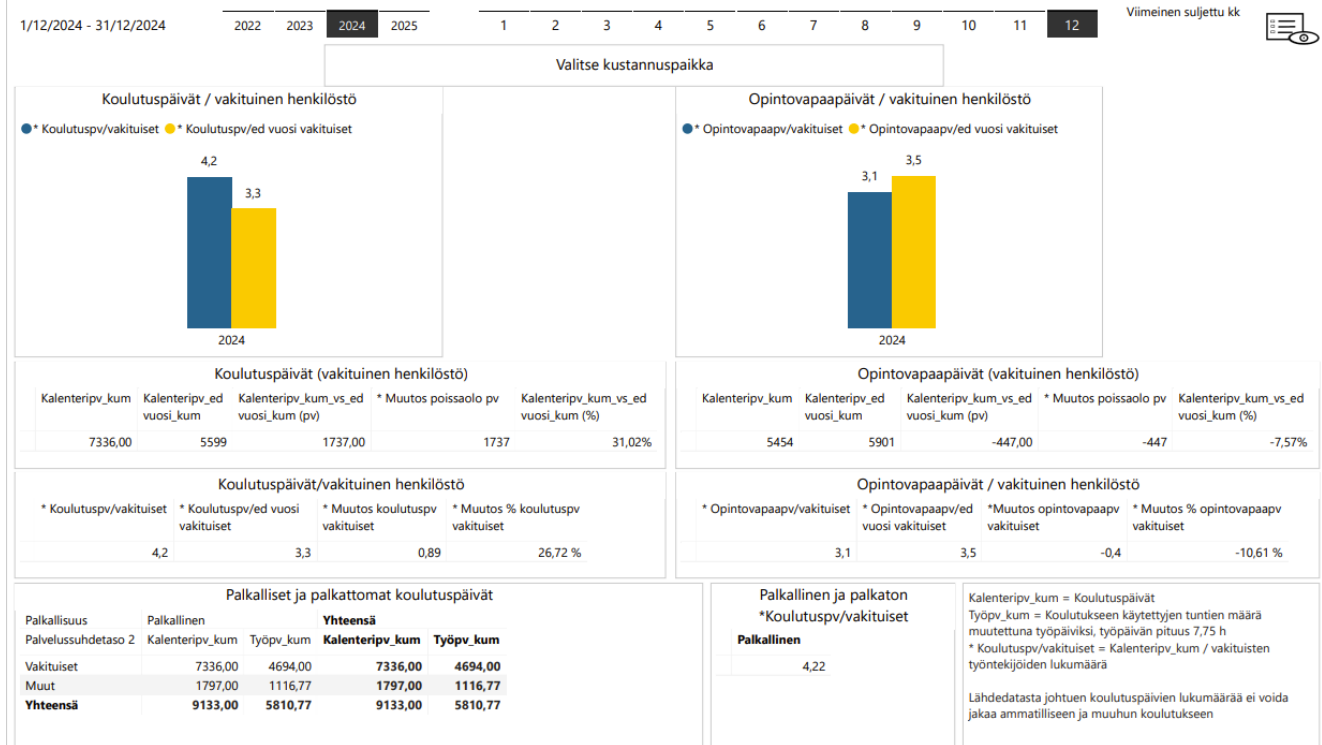 1/12/2024 - 31/12/2024 2022 2023 2024 2025 1 2 3 4 5 6 7 8 9 10 11 12 Viimeinen suljettu kk
Valitse kustannuspaikka
Koulutuspäivät / vakituinen henkilöstö
* Koulutuspv/vakituiset * Koulutuspv/ed vuosi vakituiset
4,2
3,3
2024
Opintovapaapäivät / vakituinen henkilöstö
* Opintovapaapv/vakituiset * Opintovapaapv/ed vuosi vakituiset
3,5
3,1
2024
Koulutuspäivät (vakituinen henkilöstö)
Kalenteripv_kum Kalenteripv_ed Kalenteripv_kum_vs_ed * Muutos poissaolo pv Kalenteripv_kum_vs_ed
vuosi_kum vuosi_kum (pv) vuosi_kum (%)
7336,00 5599 1737,00 1737 31,02%
Opintovapaapäivät (vakituinen henkilöstö)
Kalenteripv_kum Kalenteripv_ed Kalenteripv_kum_vs_ed * Muutos poissaolo pv Kalenteripv_kum_vs_ed
vuosi_kum vuosi_kum (pv) vuosi_kum (%)
5454 5901 -447,00 -447 -7,57%
Koulutuspäivät/vakituinen henkilöstö
* Koulutuspv/vakituiset * Koulutuspv/ed vuosi * Muutos koulutuspv * Muutos % koulutuspv
vakituiset vakituiset vakituiset
4,2 3,3 0,89 26,72 %
Opintovapaapäivät / vakituinen henkilöstö
* Opintovapaapv/vakituiset * Opintovapaapv/ed *Muutos opintovapaapv * Muutos % opintovapaapv
vuosi vakituiset vakituiset vakituiset
3,1 3,5 -0,4 -10,61 %
Palkalliset ja palkattomat koulutuspäivät
Palkallisuus Palkallinen Yhteensä
Palvelussuhdetaso 2 Kalenteripv_kum Työpv_kum Kalenteripv_kum Työpv_kum
Vakituiset 7336,00 4694,00 7336,00 4694,00
Muut 1797,00 1116,77 1797,00 1116,77
Yhteensä 9133,00 5810,77 9133,00 5810,77
Palkallinen ja palkaton
*Koulutuspv/vakituiset
Palkallinen
4,22
Kalenteripv_kum = Koulutuspäivät
Työpv_kum = Koulutukseen käytettyjen tuntien määrä
muutettuna työpäiviksi, työpäivän pituus 7,75 h
* Koulutuspv/vakituiset = Kalenteripv_kum / vakituisten
työntekijöiden lukumäärä
Lähdedatasta johtuen koulutuspäivien lukumäärää ei voida
jakaa ammatilliseen ja muuhun koulutukseen